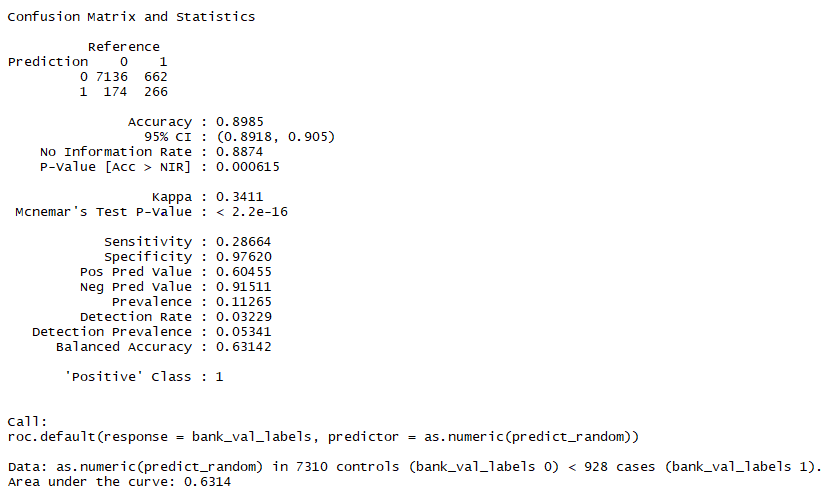 Confusion Matrix and Statistics
Reference
Prediction 0 1
0 7136 662
1 174 266
Accuracy : 0.8985
95% CI : (0.8918, 0.905)
No Information Rate : 0.8874
P-Value [Acc > NIR] : 0.000615
Kappa : 0.3411
Mcnemar's Test P-Value : < 2.2e-16
Sensitivity : 0.28664
Specificity : 0.97620
Pos Pred Value : 0.60455
Neg Pred Value : 0.91511
Prevalence : 0.11265
Detection Rate : 0.03229
Detection Prevalence : 0.05341
Balanced Accuracy : 0.63142
'Positive' Class : 1
Call:
roc.default(response = bank_val_labels, predictor = as.numeric(predict_random))
Data: as.numeric(predict_random) in 7310 controls (bank_val_labels 0) < 928 cases (bank_val_labels 1).
Area under the curve: 0.6314